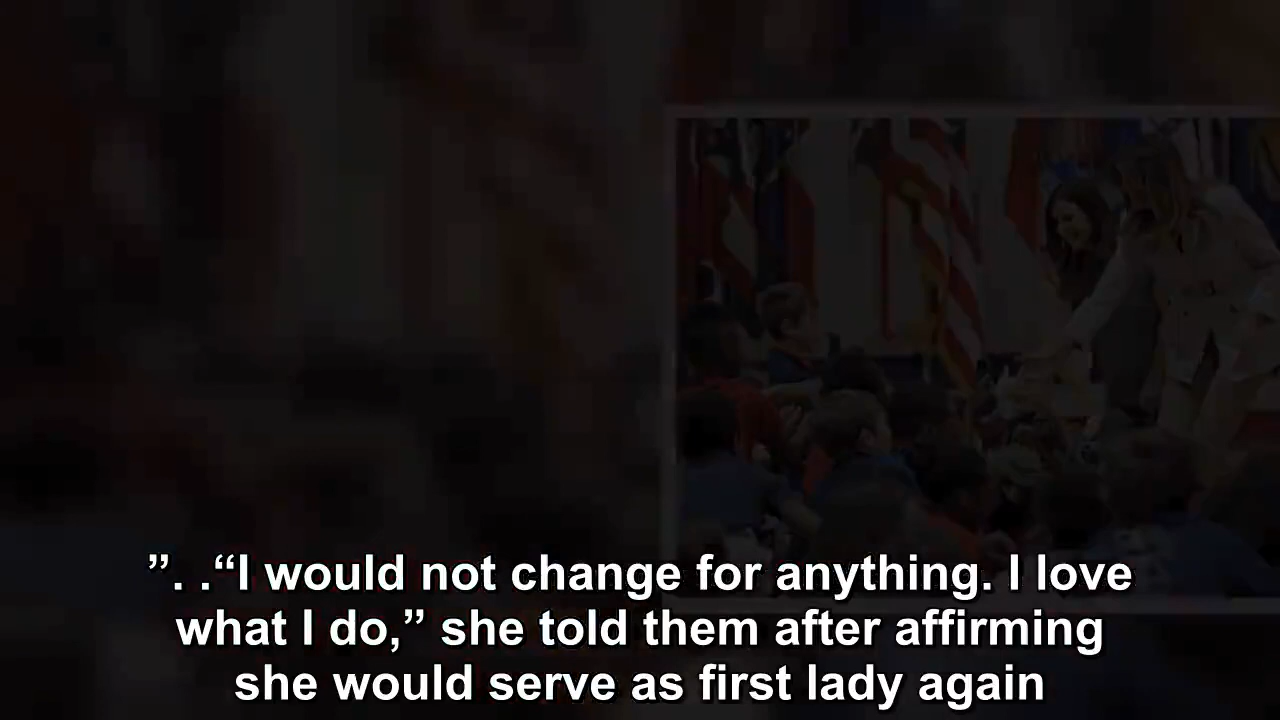 ”. .“I would not change for anything. I love
what I do,” she told them after affirming
she would serve as first lady again